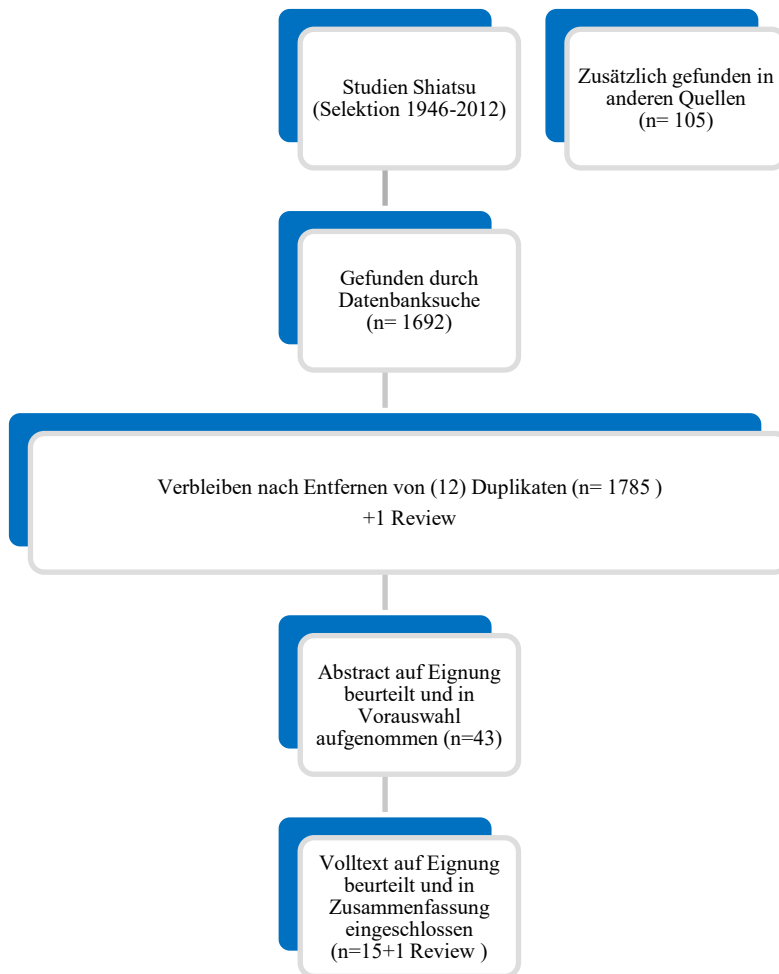 Studien Shiatsu
(Selektion 1946-2012)
Zusätzlich gefunden in
anderen Quellen
(n= 105)
Gefunden durch
Datenbanksuche
(n= 1692)
Verbleiben nach Entfernen von (12) Duplikaten (n= 1785 )
+1 Review
Abstract auf Eignung
beurteilt und in
Vorauswahl
aufgenommen (n=43)
Volltext auf Eignung
beurteilt und in
Zusammenfassung
eingeschlossen
(n=15+1 Review )